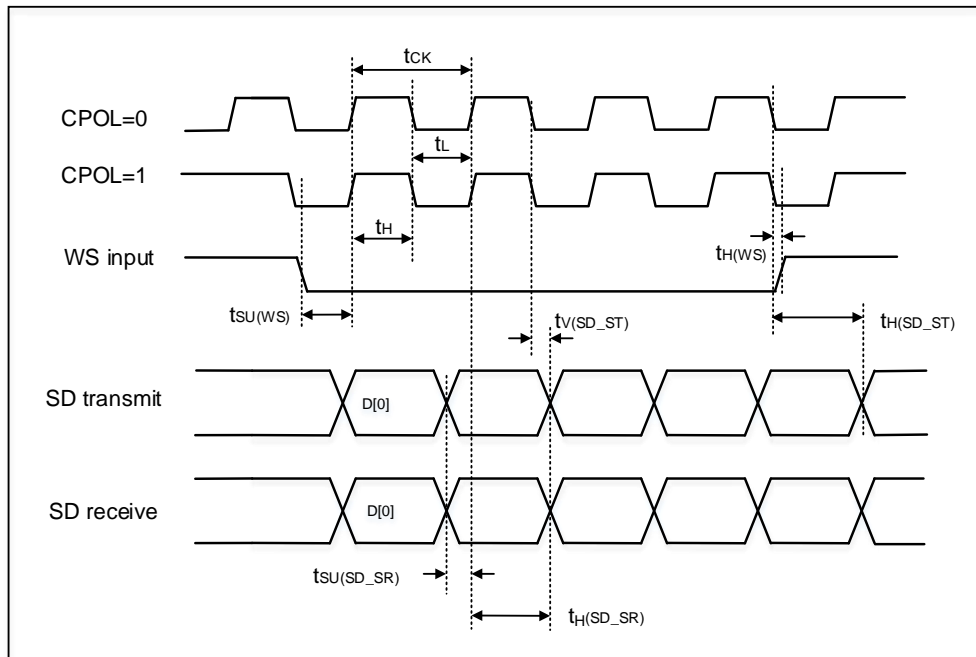 tCK
CPOL=0
tL
CPOL=1
tH
tH(WS)
WS input
tSU(WS)
tV(SD_ST)
tH(SD_ST)
SD transmit
D[0]
SD receive
D[0]
tSU(SD_SR)
tH(SD_SR)